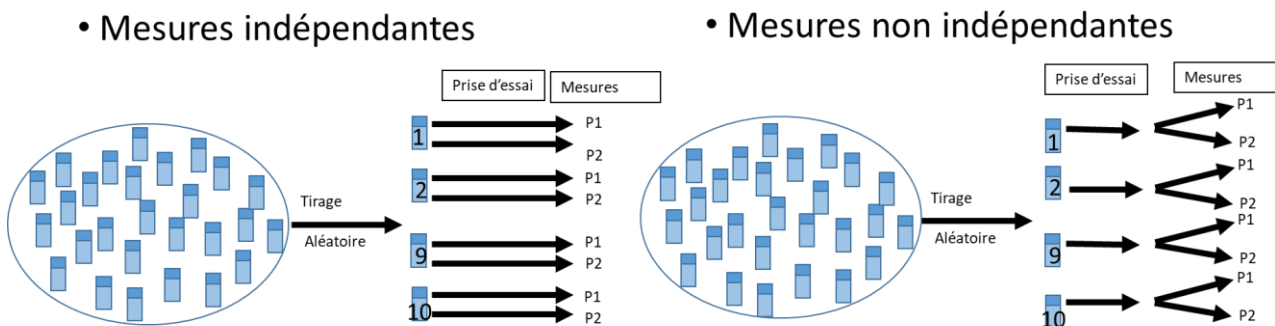 • Mesures indépendantes
Prise d'essai
Mesures
Tirage
Aléatoire
1
P1
P2
2
P1
P2
9
P1
P2
10
P1
P2
• Mesures non indépendantes
Prise d'essai
Mesures
Tirage
Aléatoire
1
P1
P2
2
P1
P2
9
P1
P2
10
P1
P2